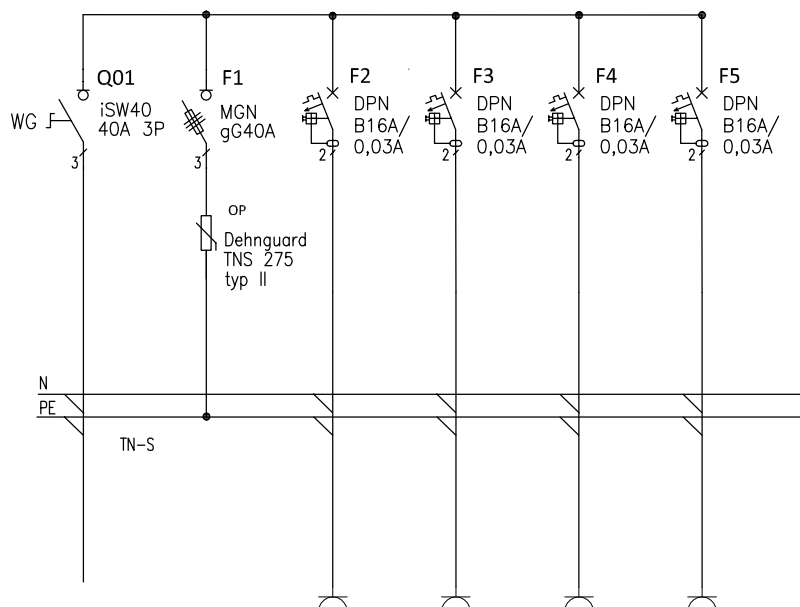 Q01
iSW40
40A 3P
WG
3
F1
MGN
gG40A
3
OP
Dehnguard
TNS 275
typ II
F2
DPN
B16A/
0,03A
2
F3
DPN
B16A/
0,03A
2
F4
DPN
B16A/
0,03A
2
F5
DPN
B16A/
0,03A
2
N
PE
TN-S